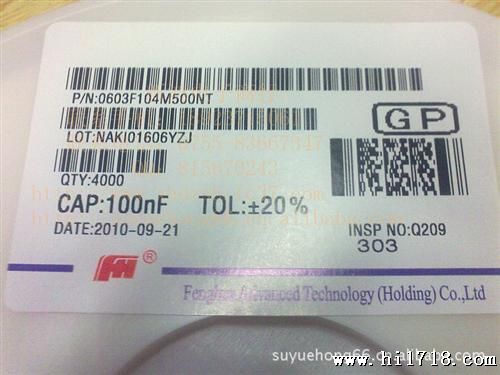 P/N:0603F104M500NT
LOT:NAKI01606YZJ
GP
QTY:4000
CAP:100nF TOL:±20%
DATE:2010-09-21
INSP NO:Q209
303
FH ®
Fenghua Advanced Technology (Holding) Co.,Ltd
www.hi1718.com